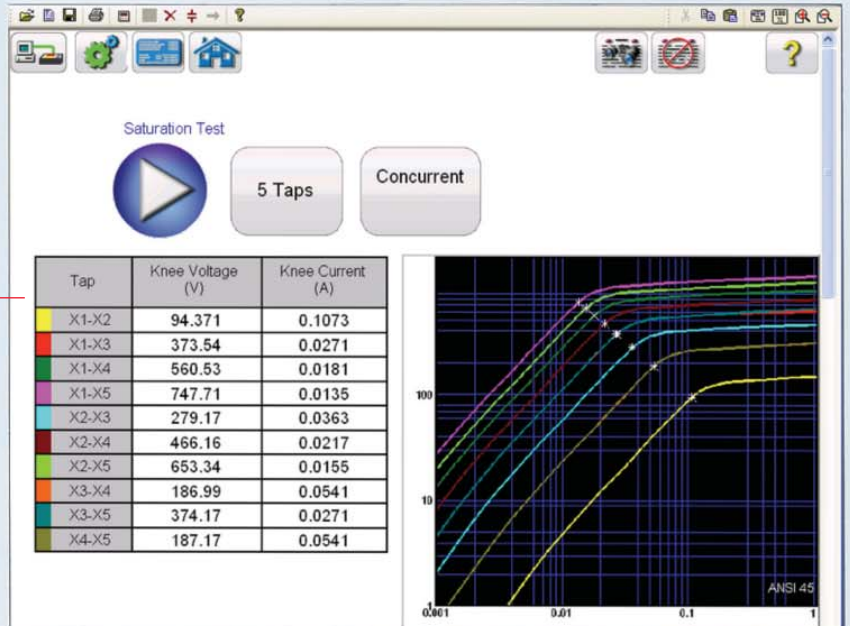 Saturation Test
5 Taps
Concurrent
Tap Knee Voltage (V) Knee Current (A)
X1-X2 94.371 0.1073
X1-X3 373.54 0.0271
X1-X4 560.53 0.0181
X1-X5 747.71 0.0135
X2-X3 279.17 0.0363
X2-X4 466.16 0.0217
X2-X5 653.34 0.0155
X3-X4 186.99 0.0541
X3-X5 374.17 0.0271
X4-X5 187.17 0.0541
100
10
1
ANSI 45
0.001 0.01 0.1 1